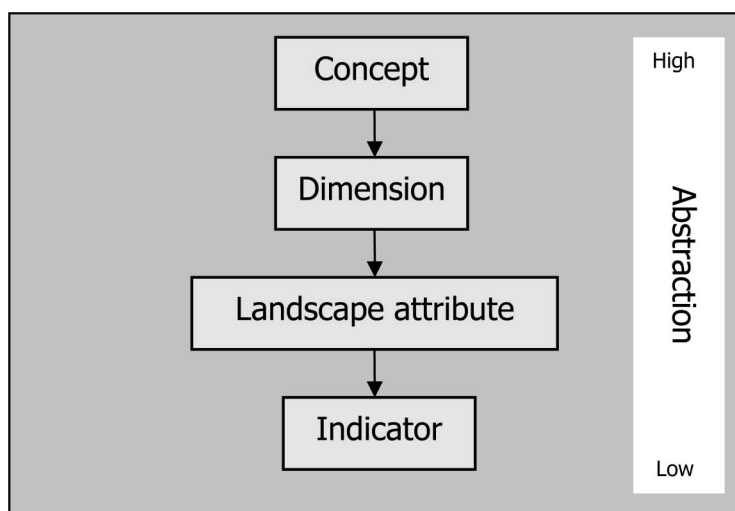 Concept
High
Dimension
Abstraction
Landscape attribute
Indicator
Low